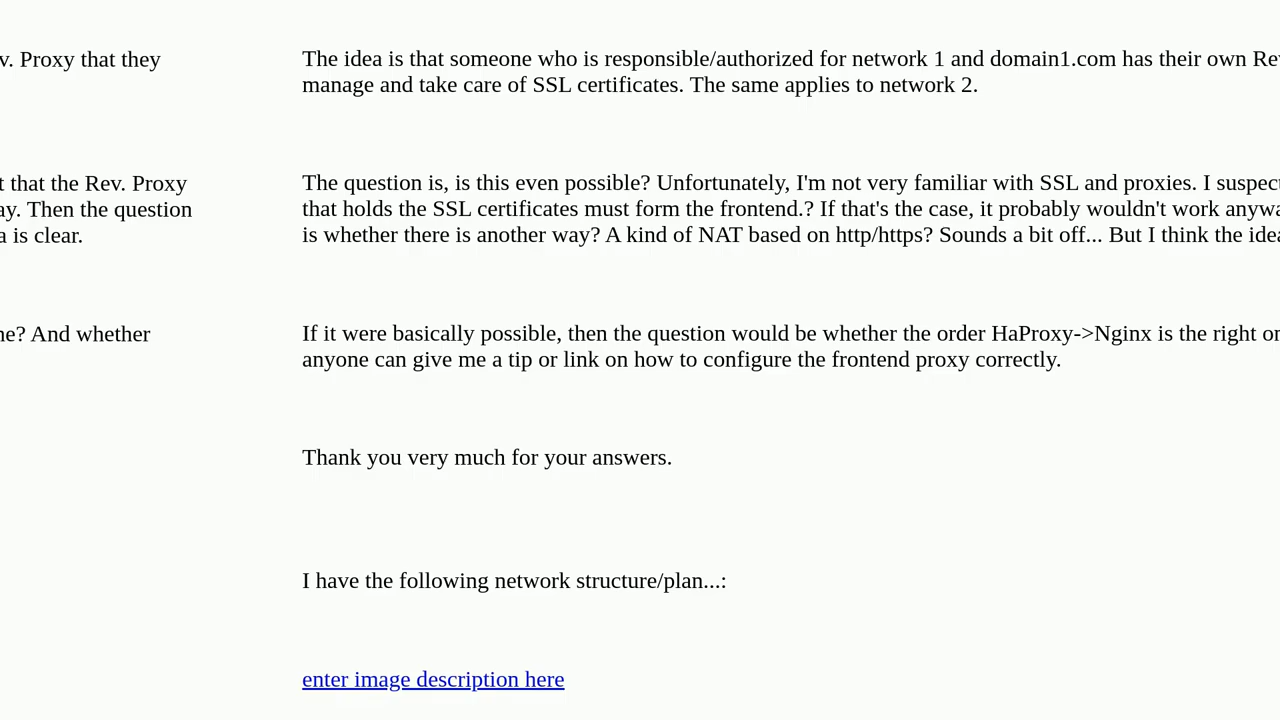 v. Proxy that they
t that the Rev. Proxy
ay. Then the question
a is clear.
ne? And whether
The idea is that someone who is responsible/authorized for network 1 and domain1.com has their own Re
manage and take care of SSL certificates. The same applies to network 2.
The question is, is this even possible? Unfortunately, I'm not very familiar with SSL and proxies. I suspect
that holds the SSL certificates must form the frontend.? If that's the case, it probably wouldn't work anywa
is whether there is another way? A kind of NAT based on http/https? Sounds a bit off... But I think the idea
If it were basically possible, then the question would be whether the order HaProxy->Nginx is the right on
anyone can give me a tip or link on how to configure the frontend proxy correctly.
Thank you very much for your answers.
I have the following network structure/plan...:
enter image description here